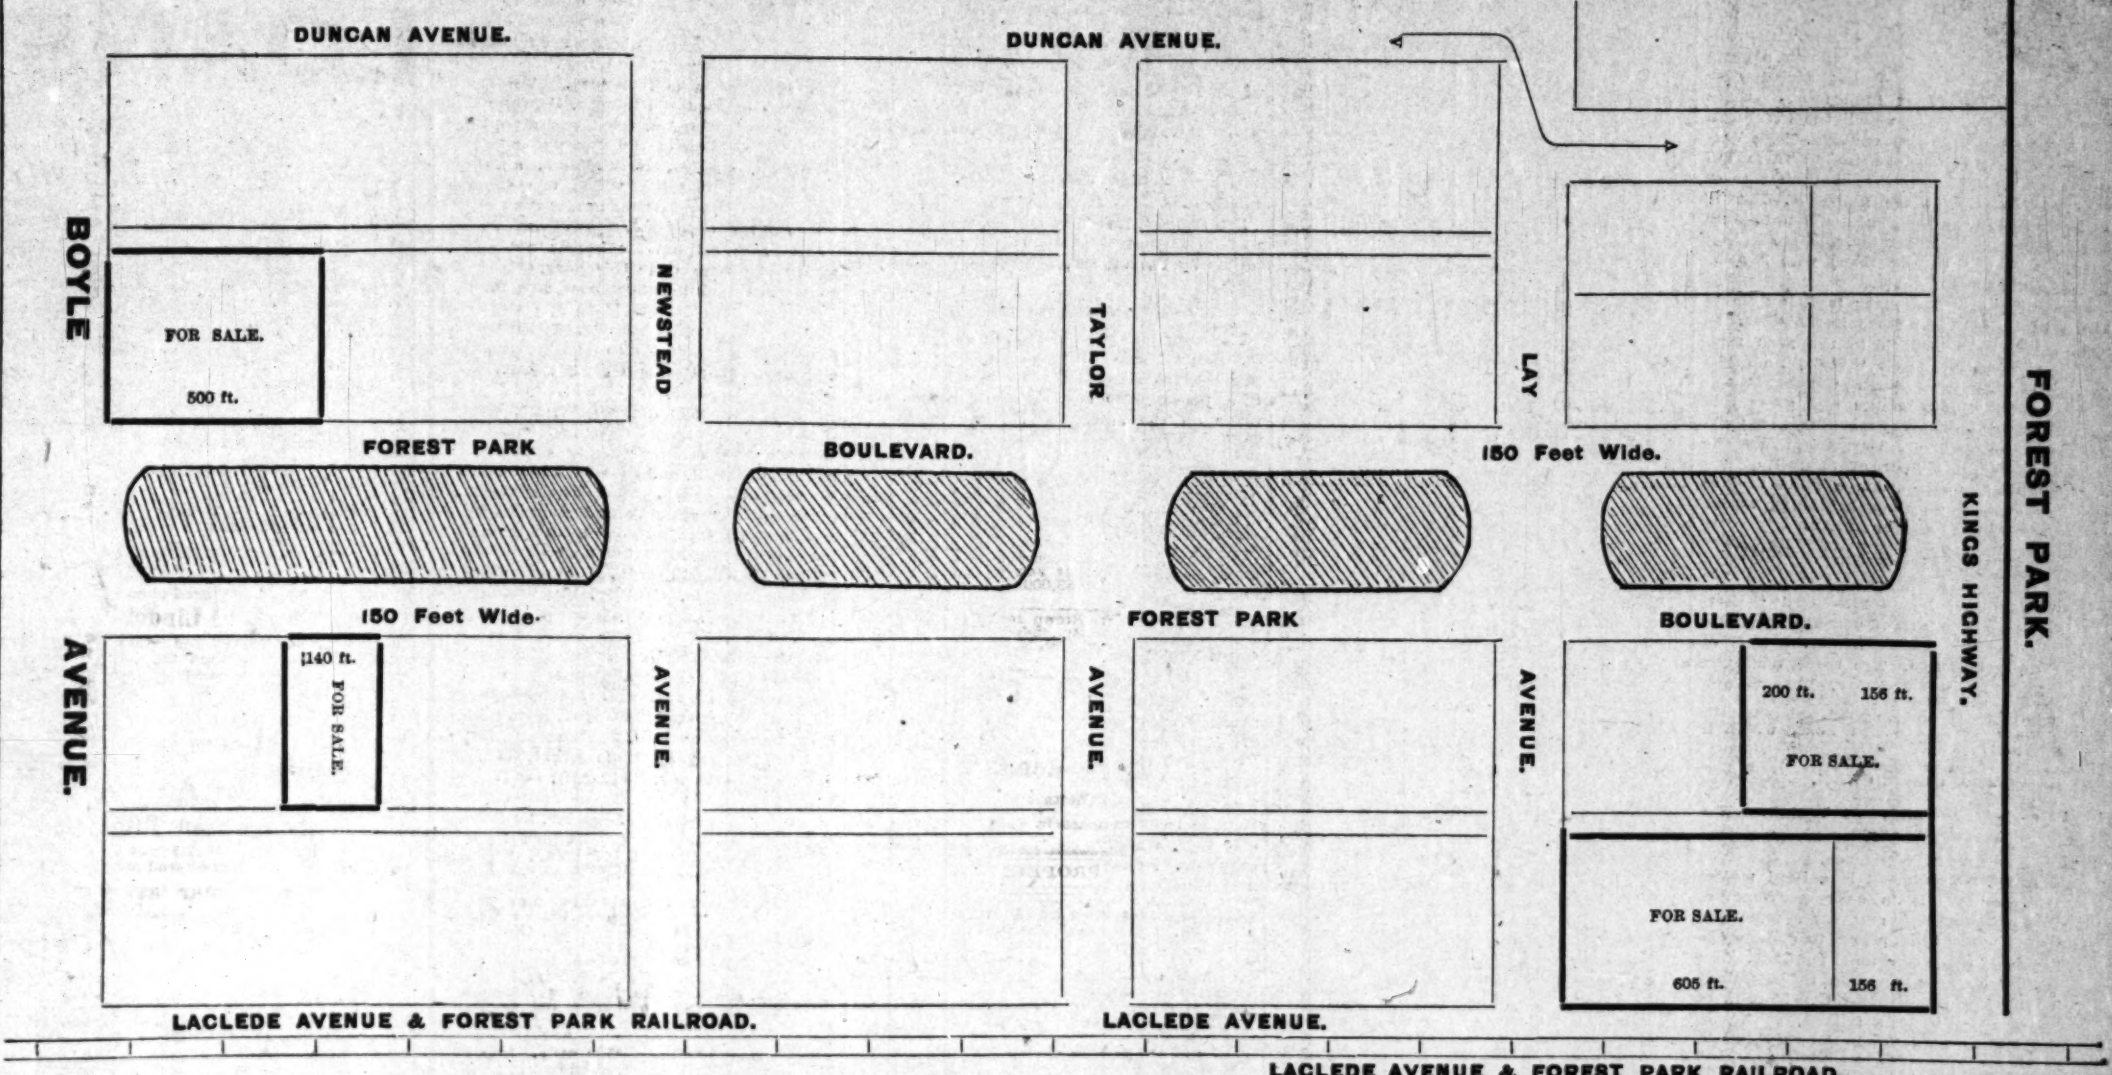 DUNCAN AVENUE.
DUNCAN AVENUE.
BOYLE
AVENUE.
FOR SALE.
500 ft.
NEWSTEAD
AVENUE.
TAYLOR
AVENUE.
LAY
AVENUE.
FOREST PARK
BOULEVARD.
150 Feet Wide.
KINGS HIGHWAY.
FOREST PARK.
150 Feet Wide.
FOREST PARK
BOULEVARD.
140 ft.
FOR SALE.
200 ft. 156 ft.
FOR SALE.
FOR SALE.
605 ft. 156 ft.
LACLEDE AVENUE & FOREST PARK RAILROAD.
LACLEDE AVENUE.
LACLEDE AVENUE & FOREST PARK RAILROAD